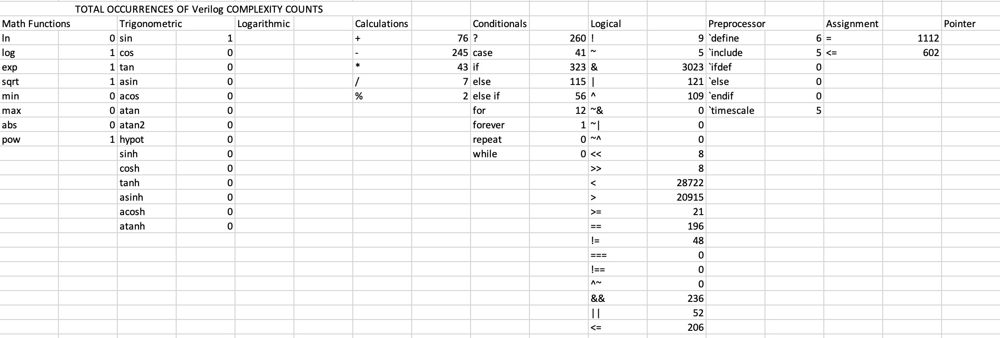 TOTAL OCCURRENCES OF Verilog COMPLEXITY COUNTS
Math Functions Trigonometric Logarithmic Calculations Conditionals Logical Preprocessor Assignment Pointer
ln 0 sin 1 + 76 ? 260 ! 9 `define 6 = 1112
log 1 cos 0 - 245 case 41 ~ 5 `include 5 <= 602
exp 1 tan 0 * 43 if 323 & 3023 `ifdef 0
sqrt 1 asin 0 / 7 else 115 | 121 `else 0
min 0 acos 0 % 2 else if 56 ^ 109 `endif 0
max 0 atan 0 for 12 ~& 0 `timescale 5
abs 0 atan2 0 forever 1 ~| 0
pow 1 hypot 0 repeat 0 ~^ 0
sinh 0 while 0 << 8
cosh 0 >> 8
tanh 0 < 28722
asinh 0 > 20915
acosh 0 >= 21
atanh 0 == 196
!= 48
=== 0
!== 0
^~ 0
&& 236
|| 52
<= 206